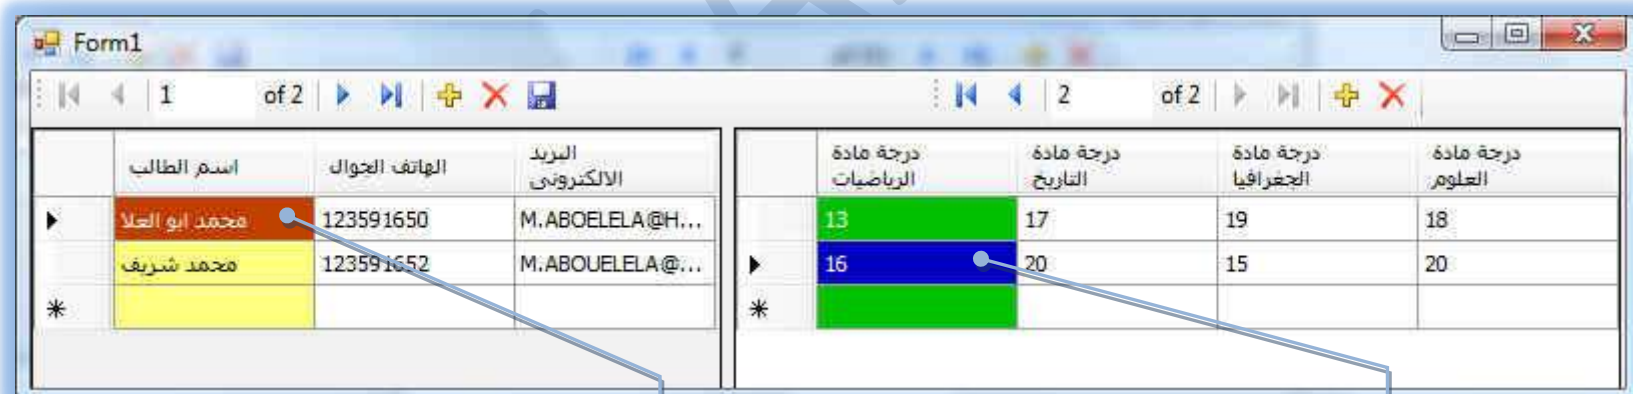 Form1
1 of 2 2 of 2
اسم الطالب الهاتف الجوال البريد الالكترونى درجة مادة الرياضيات درجة مادة التاريخ درجة مادة الجغرافيا درجة مادة العلوم
محمد ابو العلا 123591650 M.ABOELELA@H... 13 17 19 18
محمد شريف 123591652 M.ABOUELELA@... 16 20 15 20